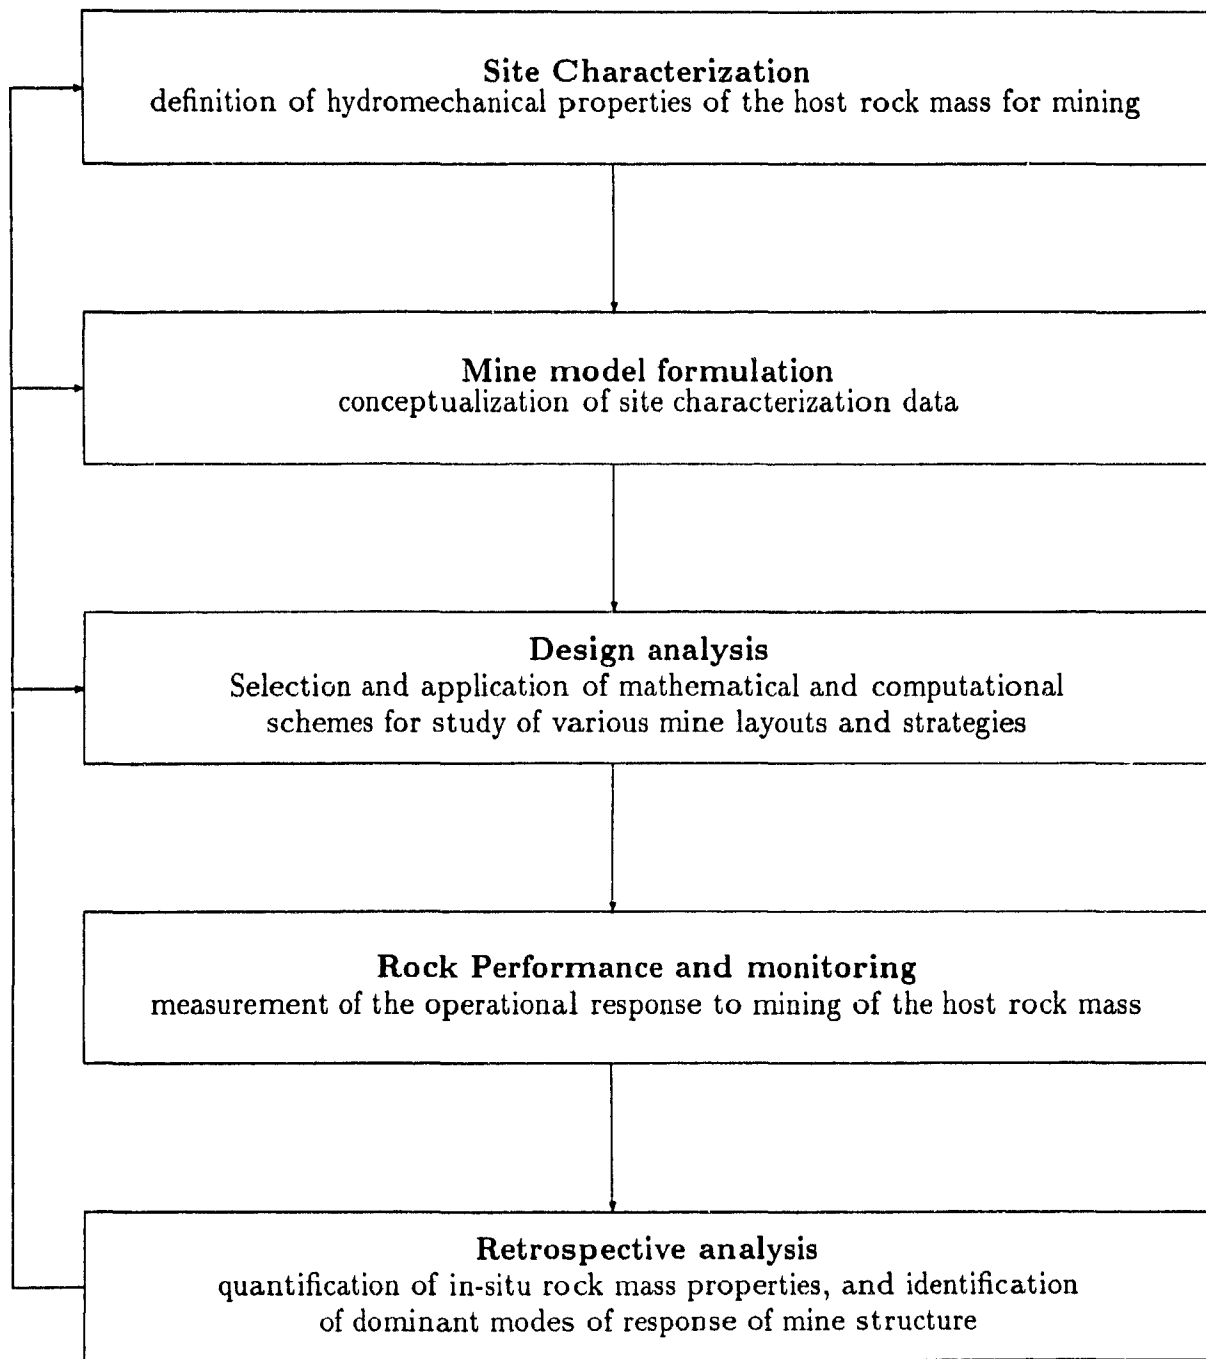 Site Characterization
definition of hydromechanical properties of the host rock mass for mining
Mine model formulation
conceptualization of site characterization data
Design analysis
Selection and application of mathematical and computational
schemes for study of various mine layouts and strategies
Rock Performance and monitoring
measurement of the operational response to mining of the host rock mass
Retrospective analysis
quantification of in-situ rock mass properties, and identification
of dominant modes of response of mine structure